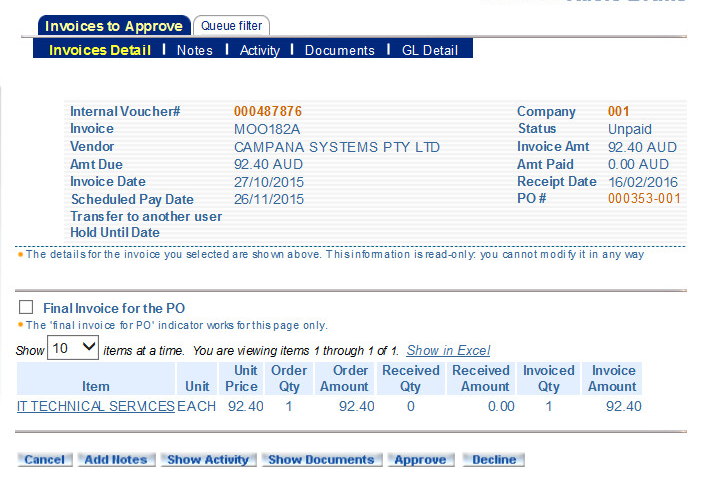 Invoices to Approve Queue filter
Invoices Detail | Notes | Activity | Documents | GL Detail
Internal Voucher# 000487876 Company 001
Invoice MOO182A Status Unpaid
Vendor CAMPANA SYSTEMS PTY LTD Invoice Amt 92.40 AUD
Amt Due 92.40 AUD Amt Paid 0.00 AUD
Invoice Date 27/10/2015 Receipt Date 16/02/2016
Scheduled Pay Date 26/11/2015 PO # 000353-001
Transfer to another user
Hold Until Date
The details for the invoice you selected are shown above. This information is read-only: you cannot modify it in any way
Final Invoice for the PO
The 'final invoice for PO' indicator works for this page only.
Show 10 items at a time. You are viewing items 1 through 1 of 1. Show in Excel
Item Unit Unit Price Order Qty Order Amount Received Qty Received Amount Invoiced Qty Invoice Amount
IT TECHNICAL SERVICES EACH 92.40 1 92.40 0 0.00 1 92.40
Cancel Add Notes Show Activity Show Documents Approve Decline